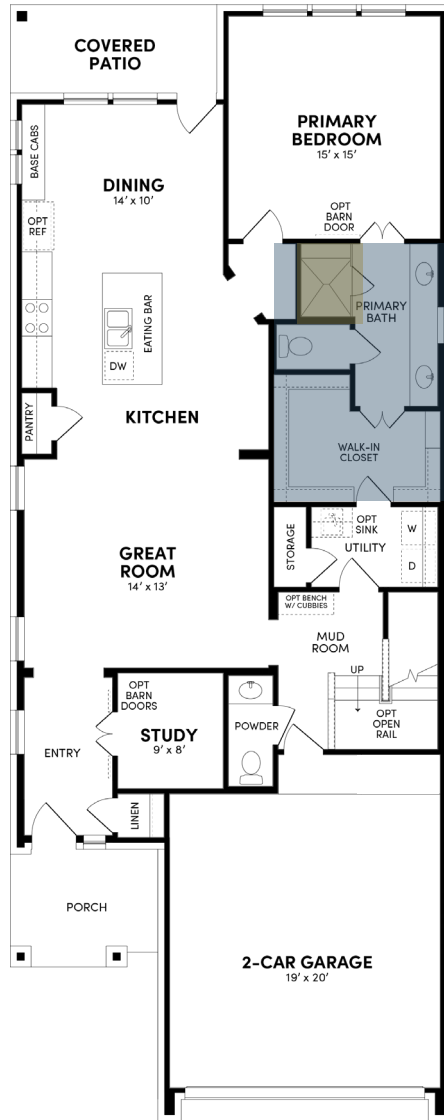 COVERED
PATIO
PRIMARY
BEDROOM
15' x 15'
BASE CABS
DINING
14' x 10'
OPT
REF
OPT
BARN
DOOR
PRIMARY
BATH
EATING BAR
DW
PANTRY
KITCHEN
WALK-IN
CLOSET
STORAGE
OPT
SINK
UTILITY
W
D
GREAT
ROOM
14' x 13'
OPT BENCH
W/ CUBBIES
MUD
ROOM
UP
OPT
OPEN
RAIL
OPT
BARN
DOORS
STUDY
9' x 8'
POWDER
ENTRY
LINEN
PORCH
2-CAR GARAGE
19' x 20'